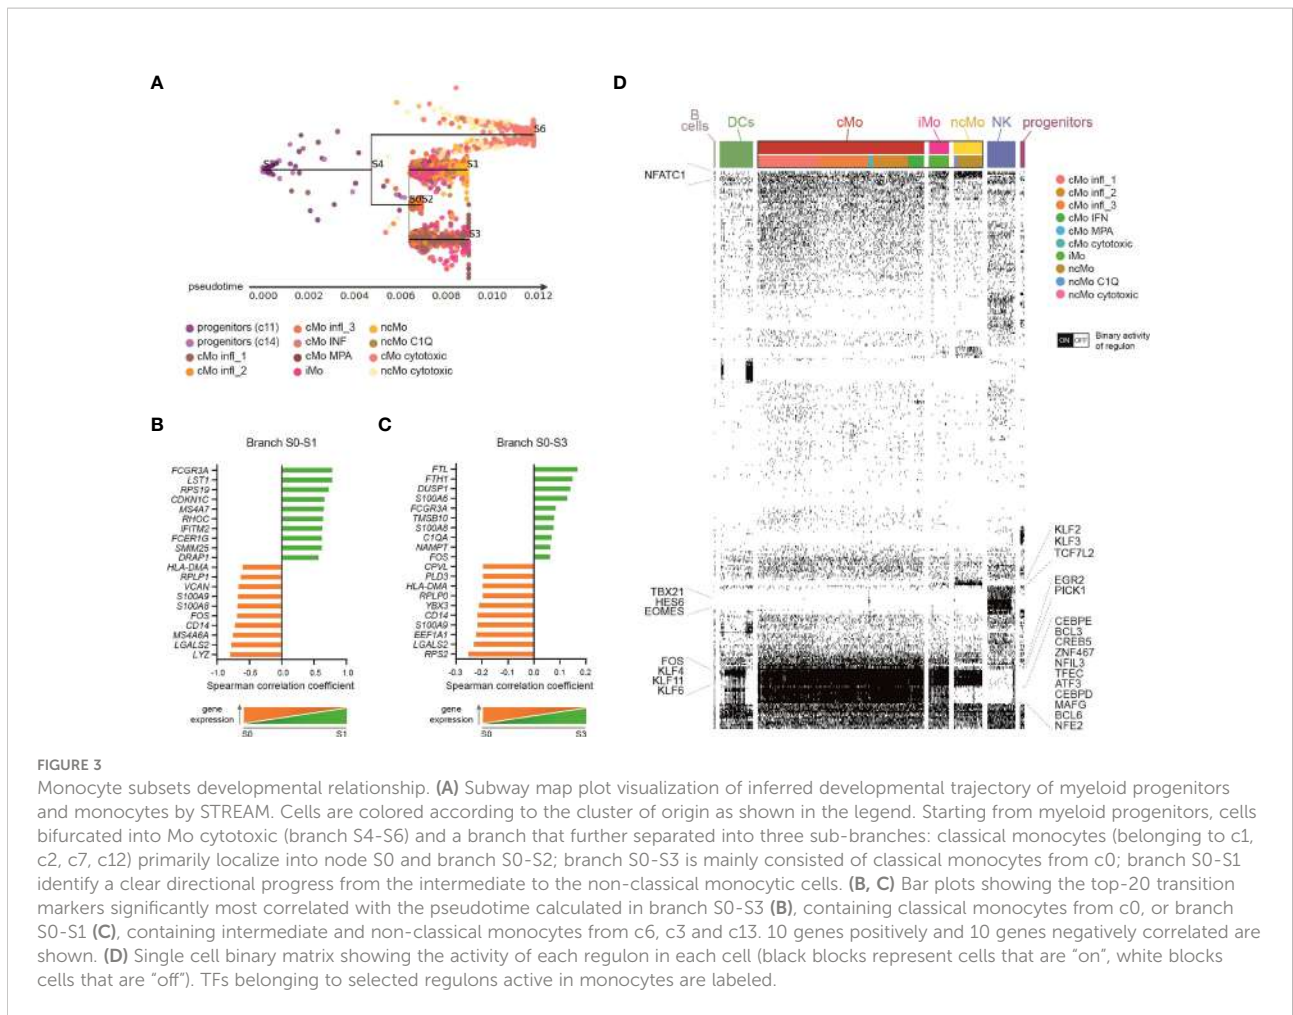 A
S6
S5
S4
S1
S0S2
S3
pseudotime
0.000 0.002 0.004 0.006 0.008 0.010 0.012
progenitors (c11)
progenitors (c14)
cMo infl_1
cMo infl_2
cMo infl_3
cMo INF
cMo MPA
iMo
ncMo
ncMo C1Q
cMo cytotoxic
ncMo cytotoxic
B
Branch S0-S1
FCGR3A
LST1
RPS19
CDKN1C
MS4A7
RHOC
IFITM2
FCER1G
SMIM25
DRAP1
HLA-DMA
RPLP1
VCAN
S100A9
S100A8
FOS
CD14
MS4A6A
LGALS2
LYZ
-1.0 -0.5 0.0 0.5 1.0
Spearman correlation coefficient
gene
expression
S0 S1
C
Branch S0-S3
FTL
FTH1
DUSP1
S100A6
FCGR3A
TMSB10
S100A8
C1QA
NAMPT
FOS
CPVL
PLD3
HLA-DMA
RPLP0
YBX3
CD14
S100A9
EEF1A1
LGALS2
RPS2
-0.3 -0.2 -0.1 0.0 0.1 0.2
Spearman correlation coefficient
gene
expression
S0 S3
D
B
cells
DCs
cMo
iMo
ncMo
NK
progenitors
NFATC1
TBX21
HES6
EOMES
FOS
KLF4
KLF11
KLF6
cMo infl_1
cMo infl_2
cMo infl_3
cMo IFN
cMo MPA
cMo cytotoxic
iMo
ncMo
ncMo C1Q
ncMo cytotoxic
ON OFF
Binary activity
of regulon
KLF2
KLF3
TCF7L2
EGR2
PICK1
CEBPE
BCL3
CREB5
ZNF467
NFIL3
TFEC
ATF3
CEBPD
MAFG
BCL6
NFE2
FIGURE 3
Monocyte subsets developmental relationship. (A) Subway map plot visualization of inferred developmental trajectory of myeloid progenitors
and monocytes by STREAM. Cells are colored according to the cluster of origin as shown in the legend. Starting from myeloid progenitors, cells
bifurcated into Mo cytotoxic (branch S4-S6) and a branch that further separated into three sub-branches: classical monocytes (belonging to c1,
c2, c7, c12) primarily localize into node S0 and branch S0-S2; branch S0-S3 is mainly consisted of classical monocytes from c0; branch S0-S1
identify a clear directional progress from the intermediate to the non-classical monocytic cells. (B, C) Bar plots showing the top-20 transition
markers significantly most correlated with the pseudotime calculated in branch S0-S3 (B), containing classical monocytes from c0, or branch
S0-S1 (C), containing intermediate and non-classical monocytes from c6, c3 and c13. 10 genes positively and 10 genes negatively correlated are
shown. (D) Single cell binary matrix showing the activity of each regulon in each cell (black blocks represent cells that are “on”, white blocks
cells that are “off”). TFs belonging to selected regulons active in monocytes are labeled.